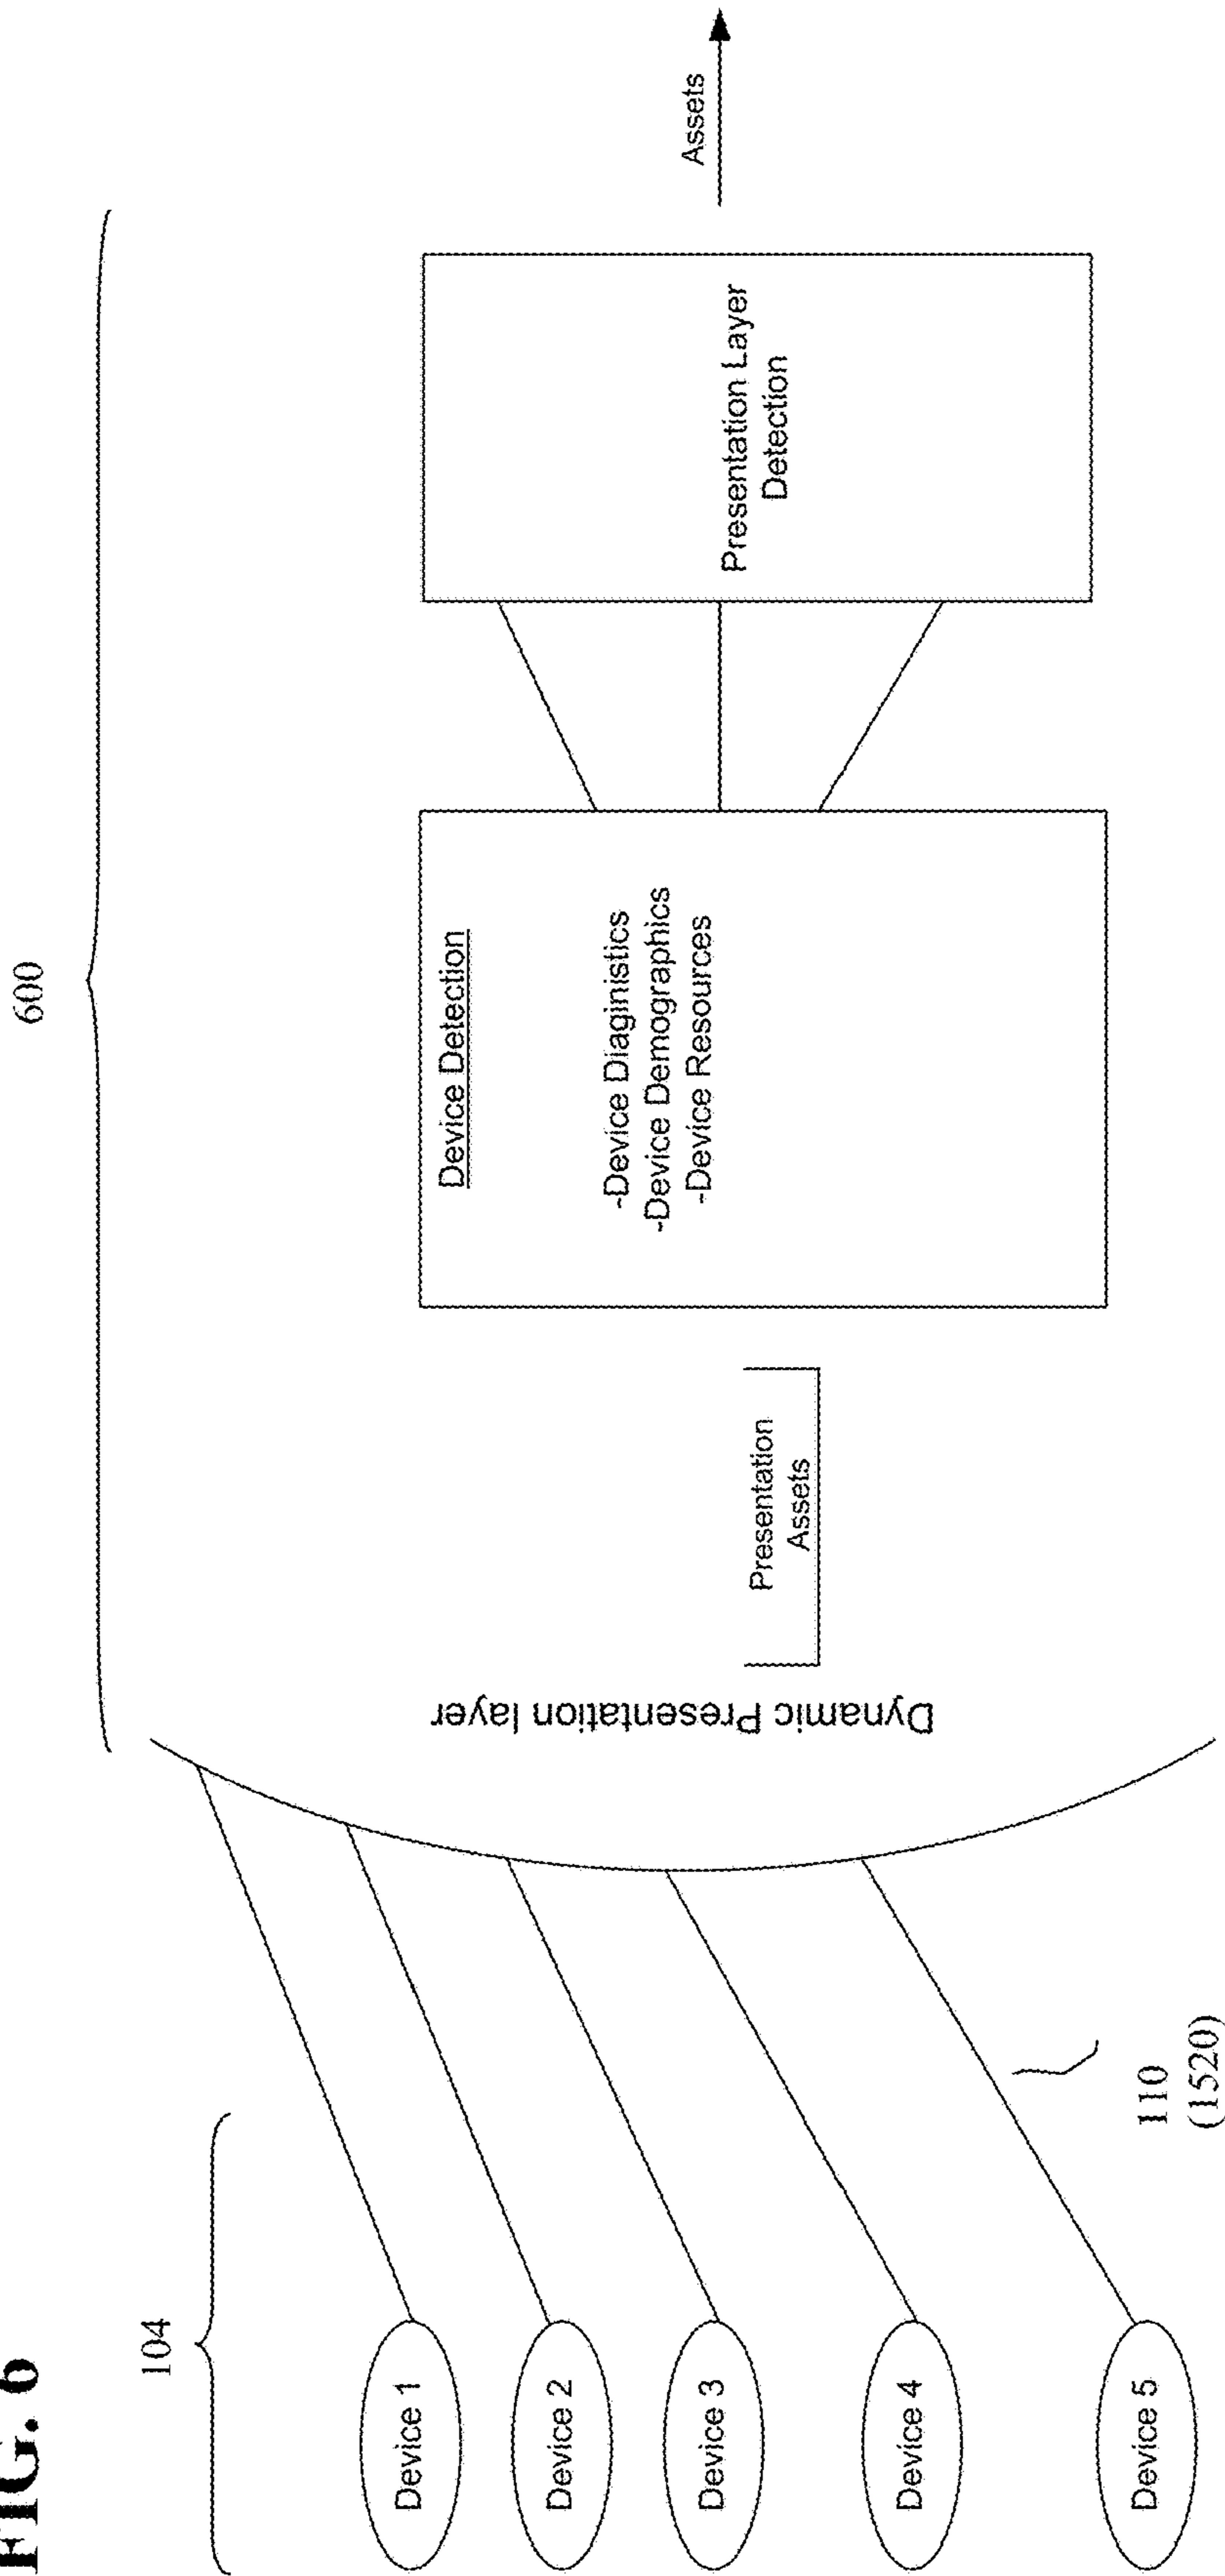 FIG. 6
600
104
Device 1
Device 2
Device 3
Device 4
Device 5
110
(1520)
Dynamic Presentation layer
Presentation
Assets
Device Detection
-Device Diaginistics
-Device Demographics
-Device Resources
Presentation Layer
Detection
Assets